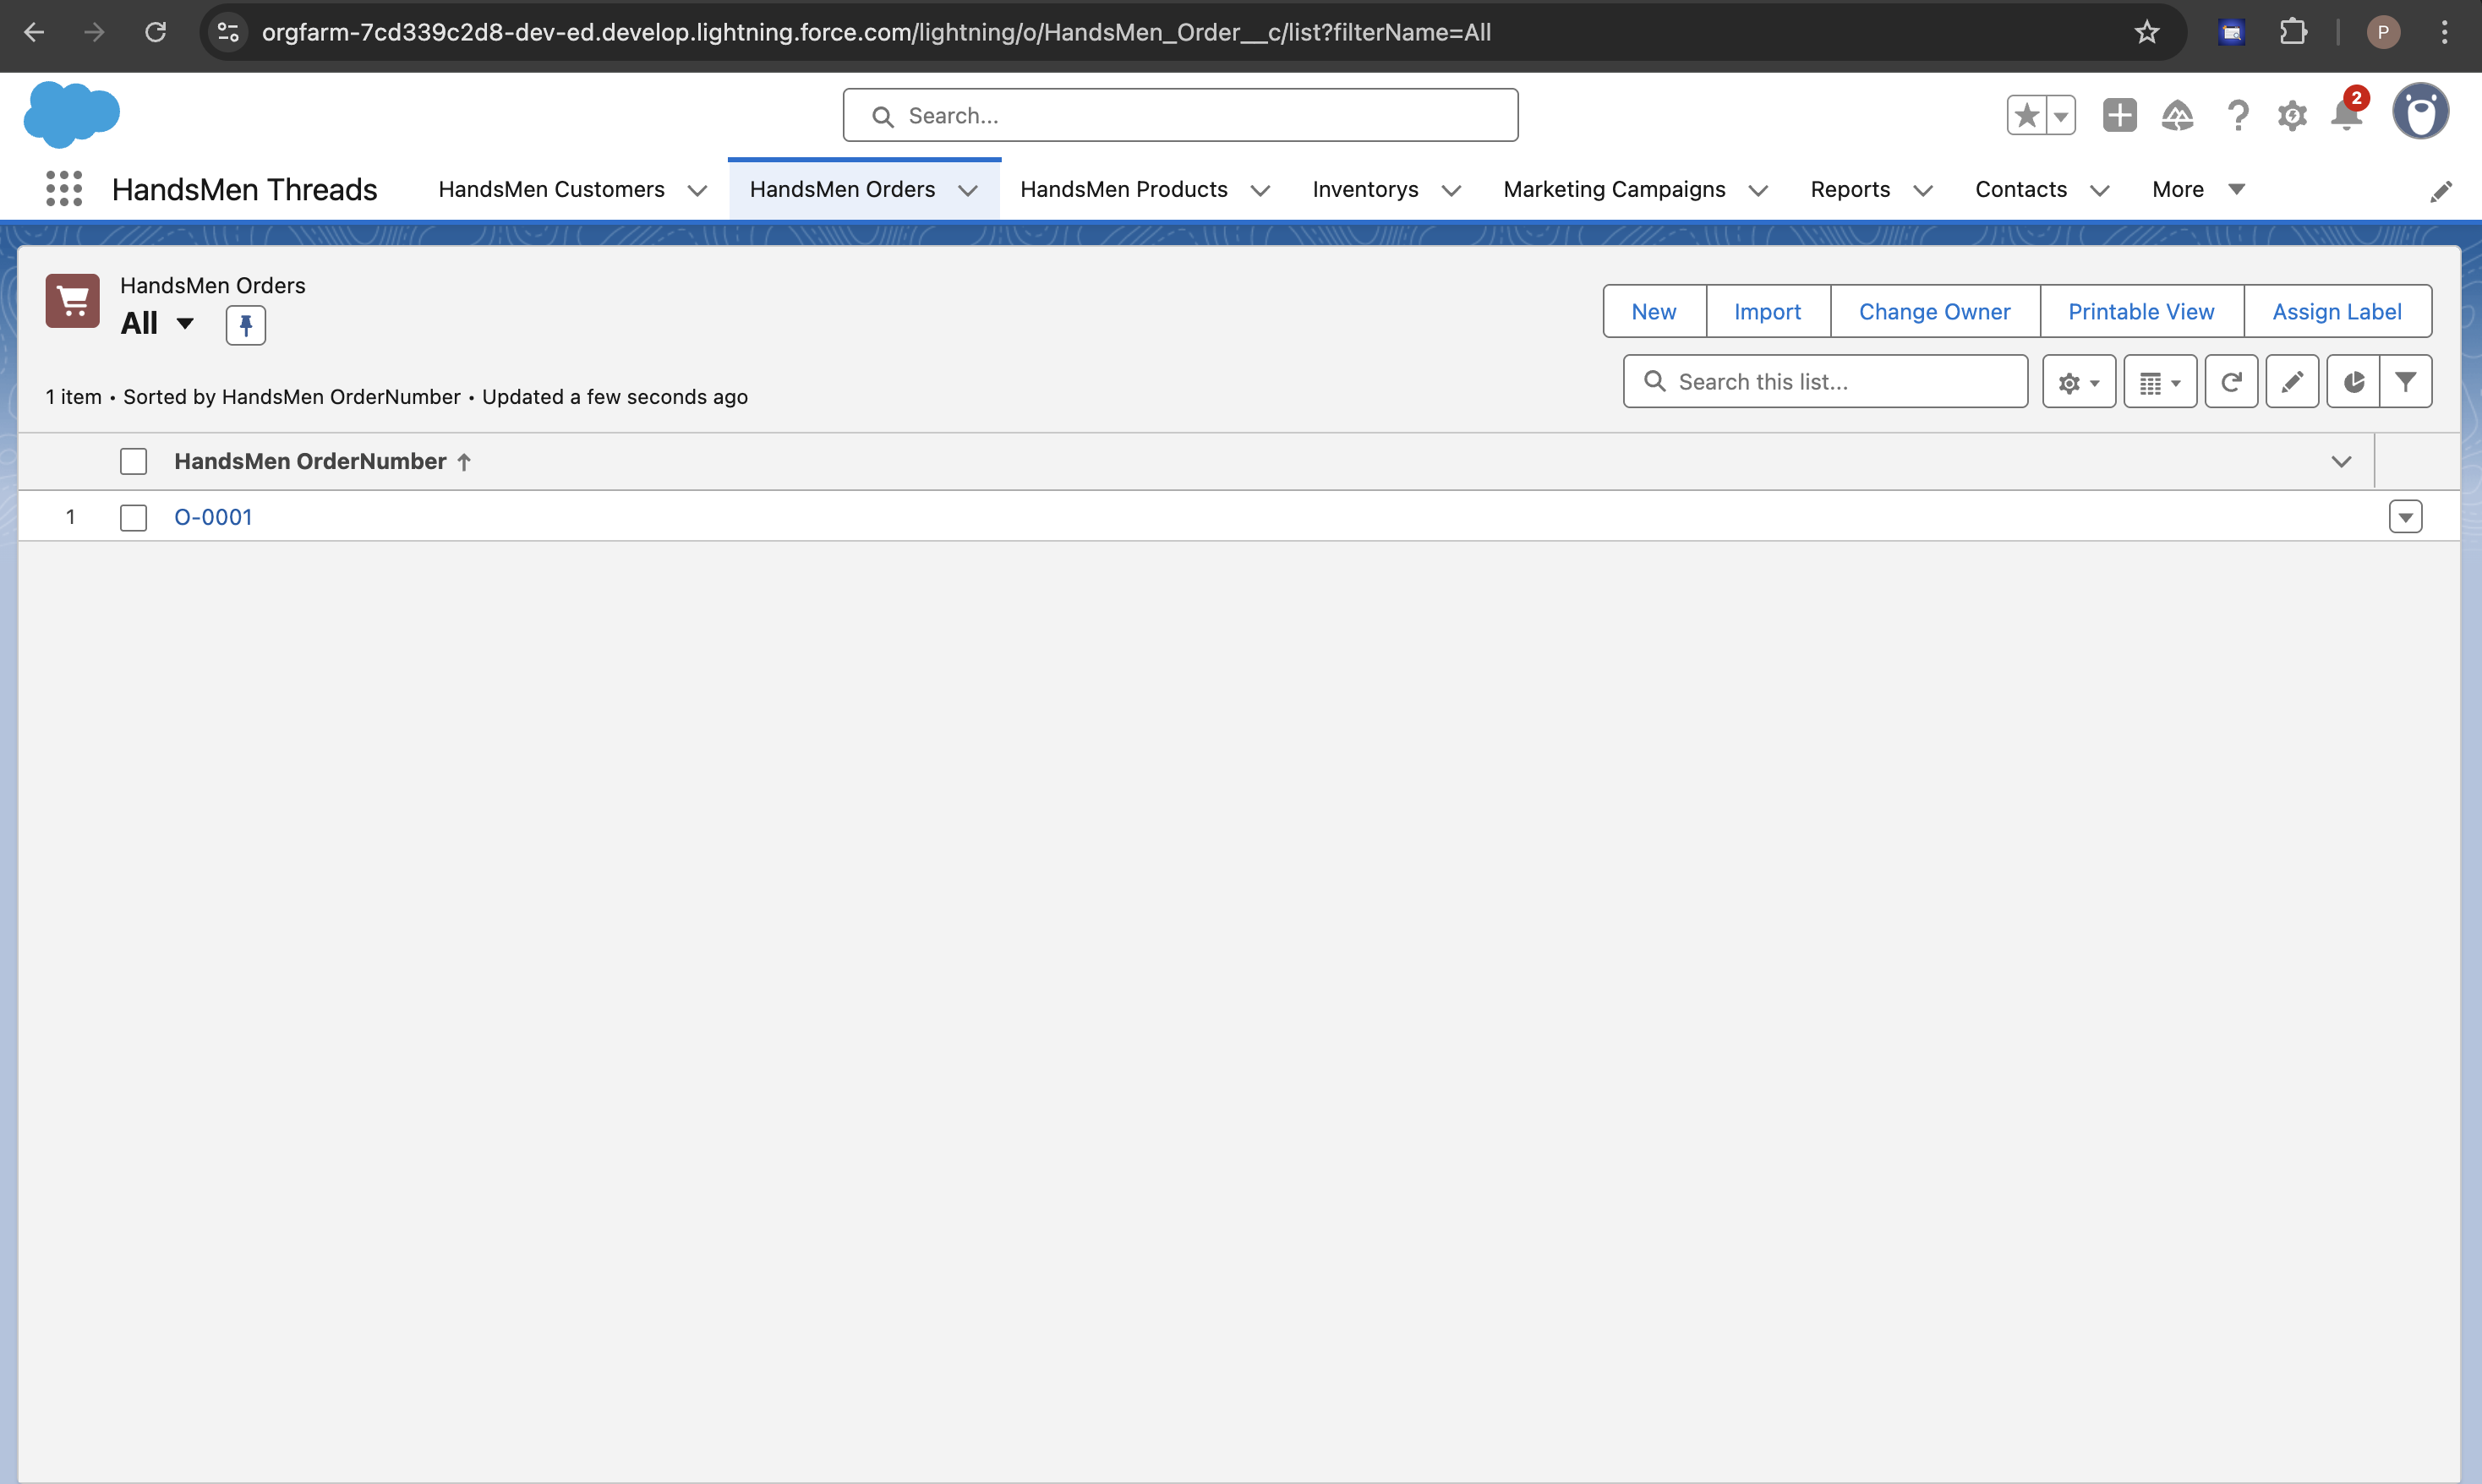 orgfarm-7cd339c2d8-dev-ed.develop.lightning.force.com/lightning/o/HandsMen_Order__c/list?filterName=All
P
Search...
2
HandsMen Threads
HandsMen Customers
HandsMen Orders
HandsMen Products
Inventorys
Marketing Campaigns
Reports
Contacts
More
HandsMen Orders
All
New
Import
Change Owner
Printable View
Assign Label
1 item • Sorted by HandsMen OrderNumber • Updated a few seconds ago
Search this list...
HandsMen OrderNumber
1
O-0001